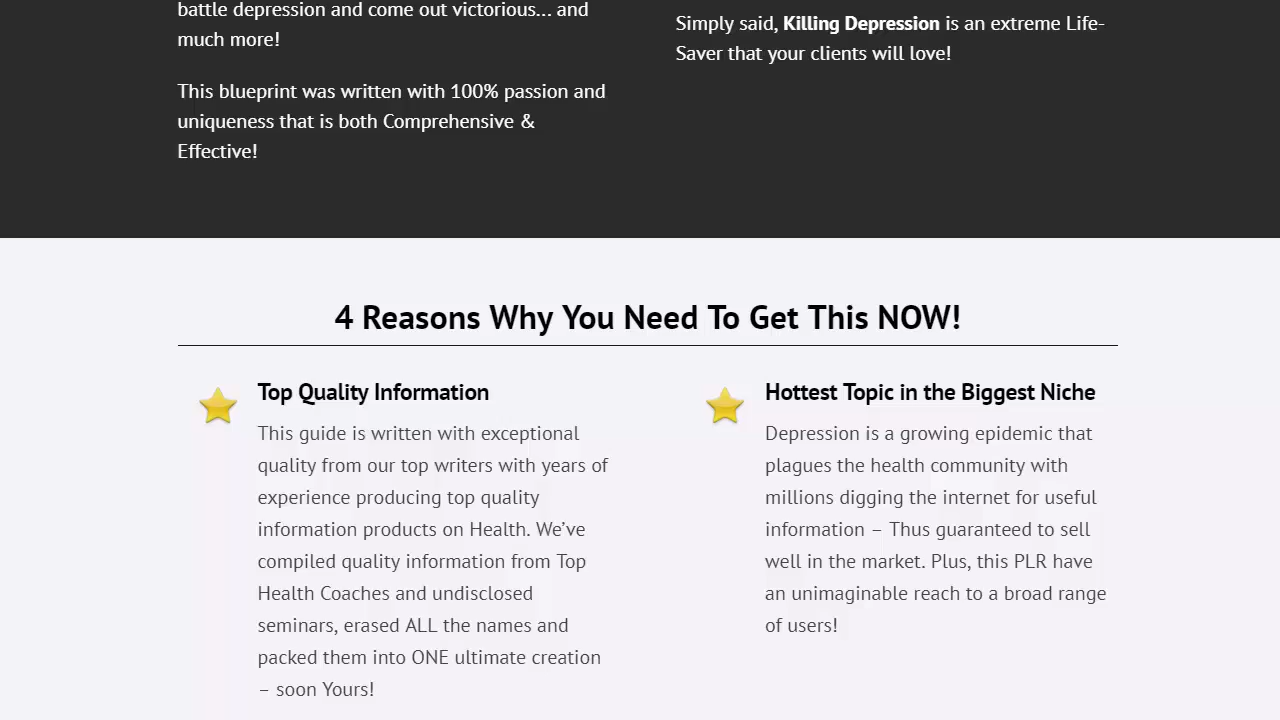 battle depression and come out victorious... and
much more!
This blueprint was written with 100% passion and
uniqueness that is both Comprehensive &
Effective!
Simply said, Killing Depression is an extreme Life-
Saver that your clients will love!
4 Reasons Why You Need To Get This NOW!
Top Quality Information
This guide is written with exceptional
quality from our top writers with years of
experience producing top quality
information products on Health. We’ve
compiled quality information from Top
Health Coaches and undisclosed
seminars, erased ALL the names and
packed them into ONE ultimate creation
– soon Yours!
Hottest Topic in the Biggest Niche
Depression is a growing epidemic that
plagues the health community with
millions digging the internet for useful
information – Thus guaranteed to sell
well in the market. Plus, this PLR have
an unimaginable reach to a broad range
of users!